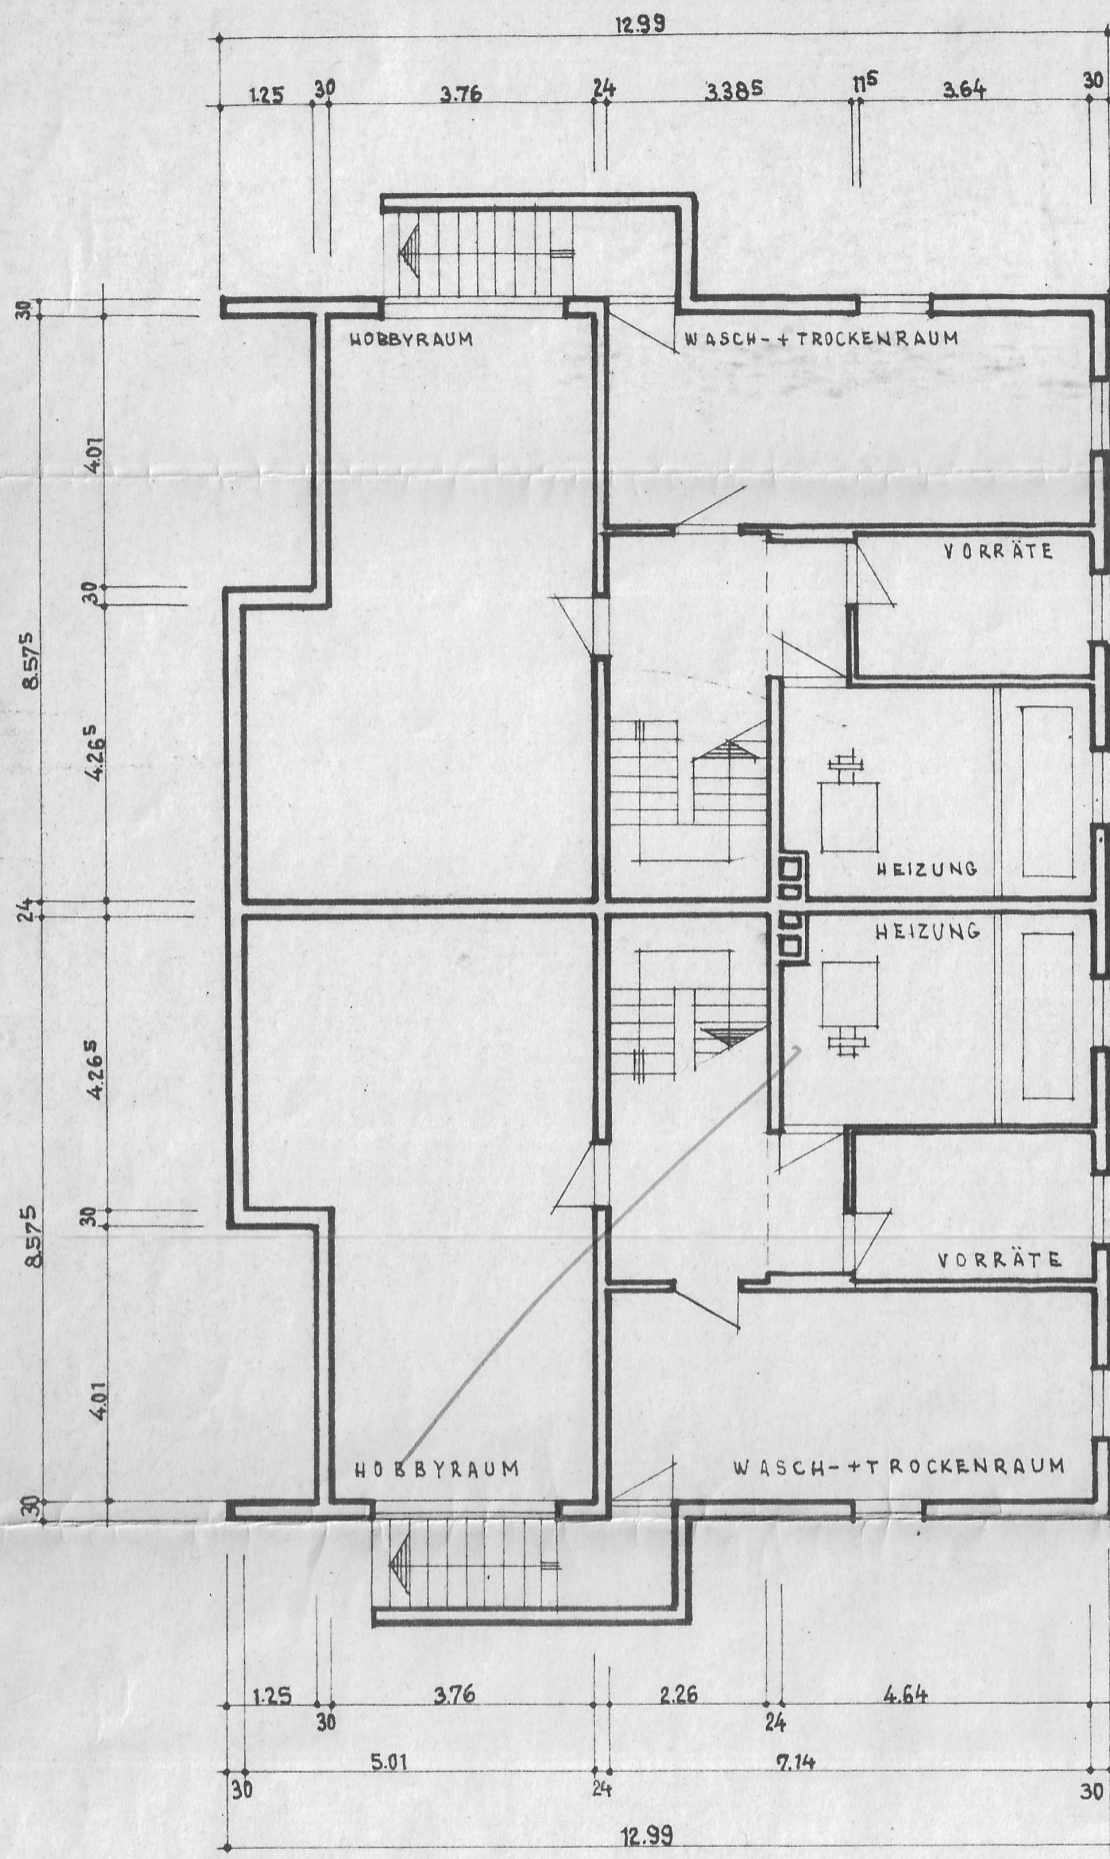 12.99
1.25 30 3.76 24 3.385 11⁵ 3.64 30
30
HOBBYRAUM WASCH-+TROCKENRAUM
4.01
VORRÄTE
30
8.57⁵
4.26⁵
HEIZUNG
24
HEIZUNG
4.26⁵
30
8.57⁵
VORRÄTE
4.01
HOBBYRAUM WASCH-+TROCKENRAUM
30
1.25 3.76 2.26 4.64
30 24
5.01 7.14
30 24 30
12.99